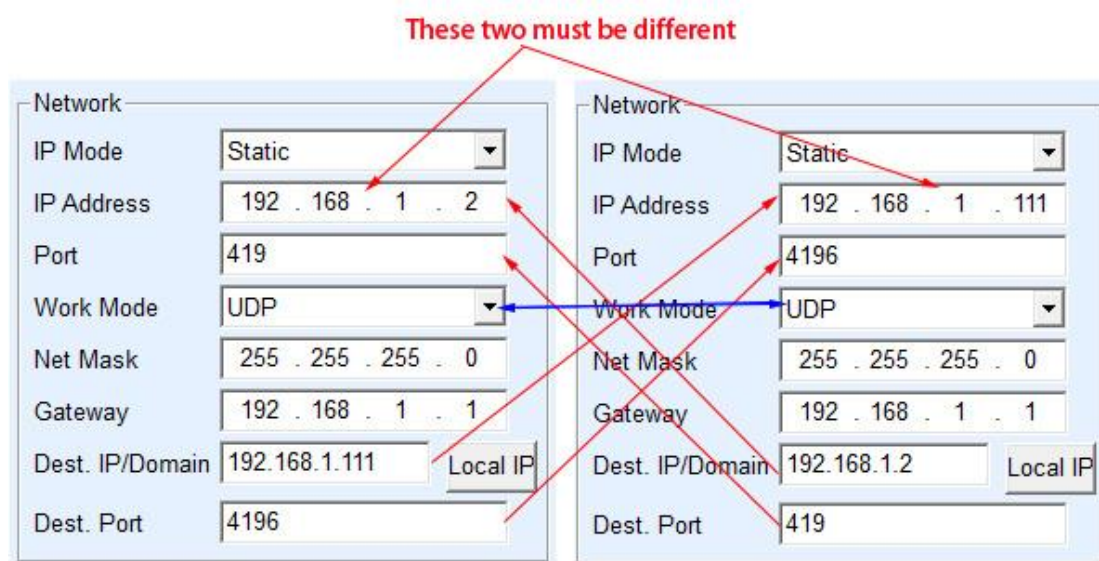 These two must be different
Network
IP Mode Static
IP Address 192 . 168 . 1 . 2
Port 419
Work Mode UDP
Net Mask 255 . 255 . 255 . 0
Gateway 192 . 168 . 1 . 1
Dest. IP/Domain 192.168.1.111 Local IP
Dest. Port 4196
Network
IP Mode Static
IP Address 192 . 168 . 1 . 111
Port 4196
Work Mode UDP
Net Mask 255 . 255 . 255 . 0
Gateway 192 . 168 . 1 . 1
Dest. IP/Domain 192.168.1.2 Local IP
Dest. Port 419